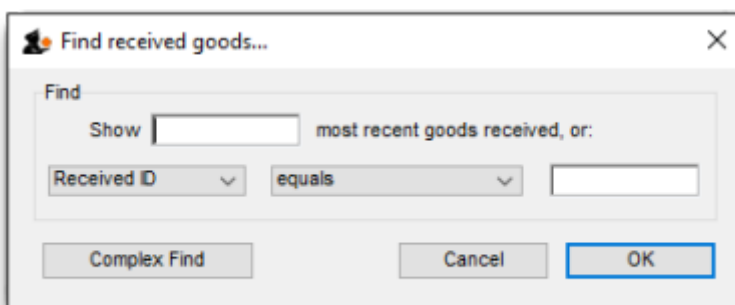 Find received goods...
Find
Show most recent goods received, or:
Received ID equals
Complex Find Cancel OK